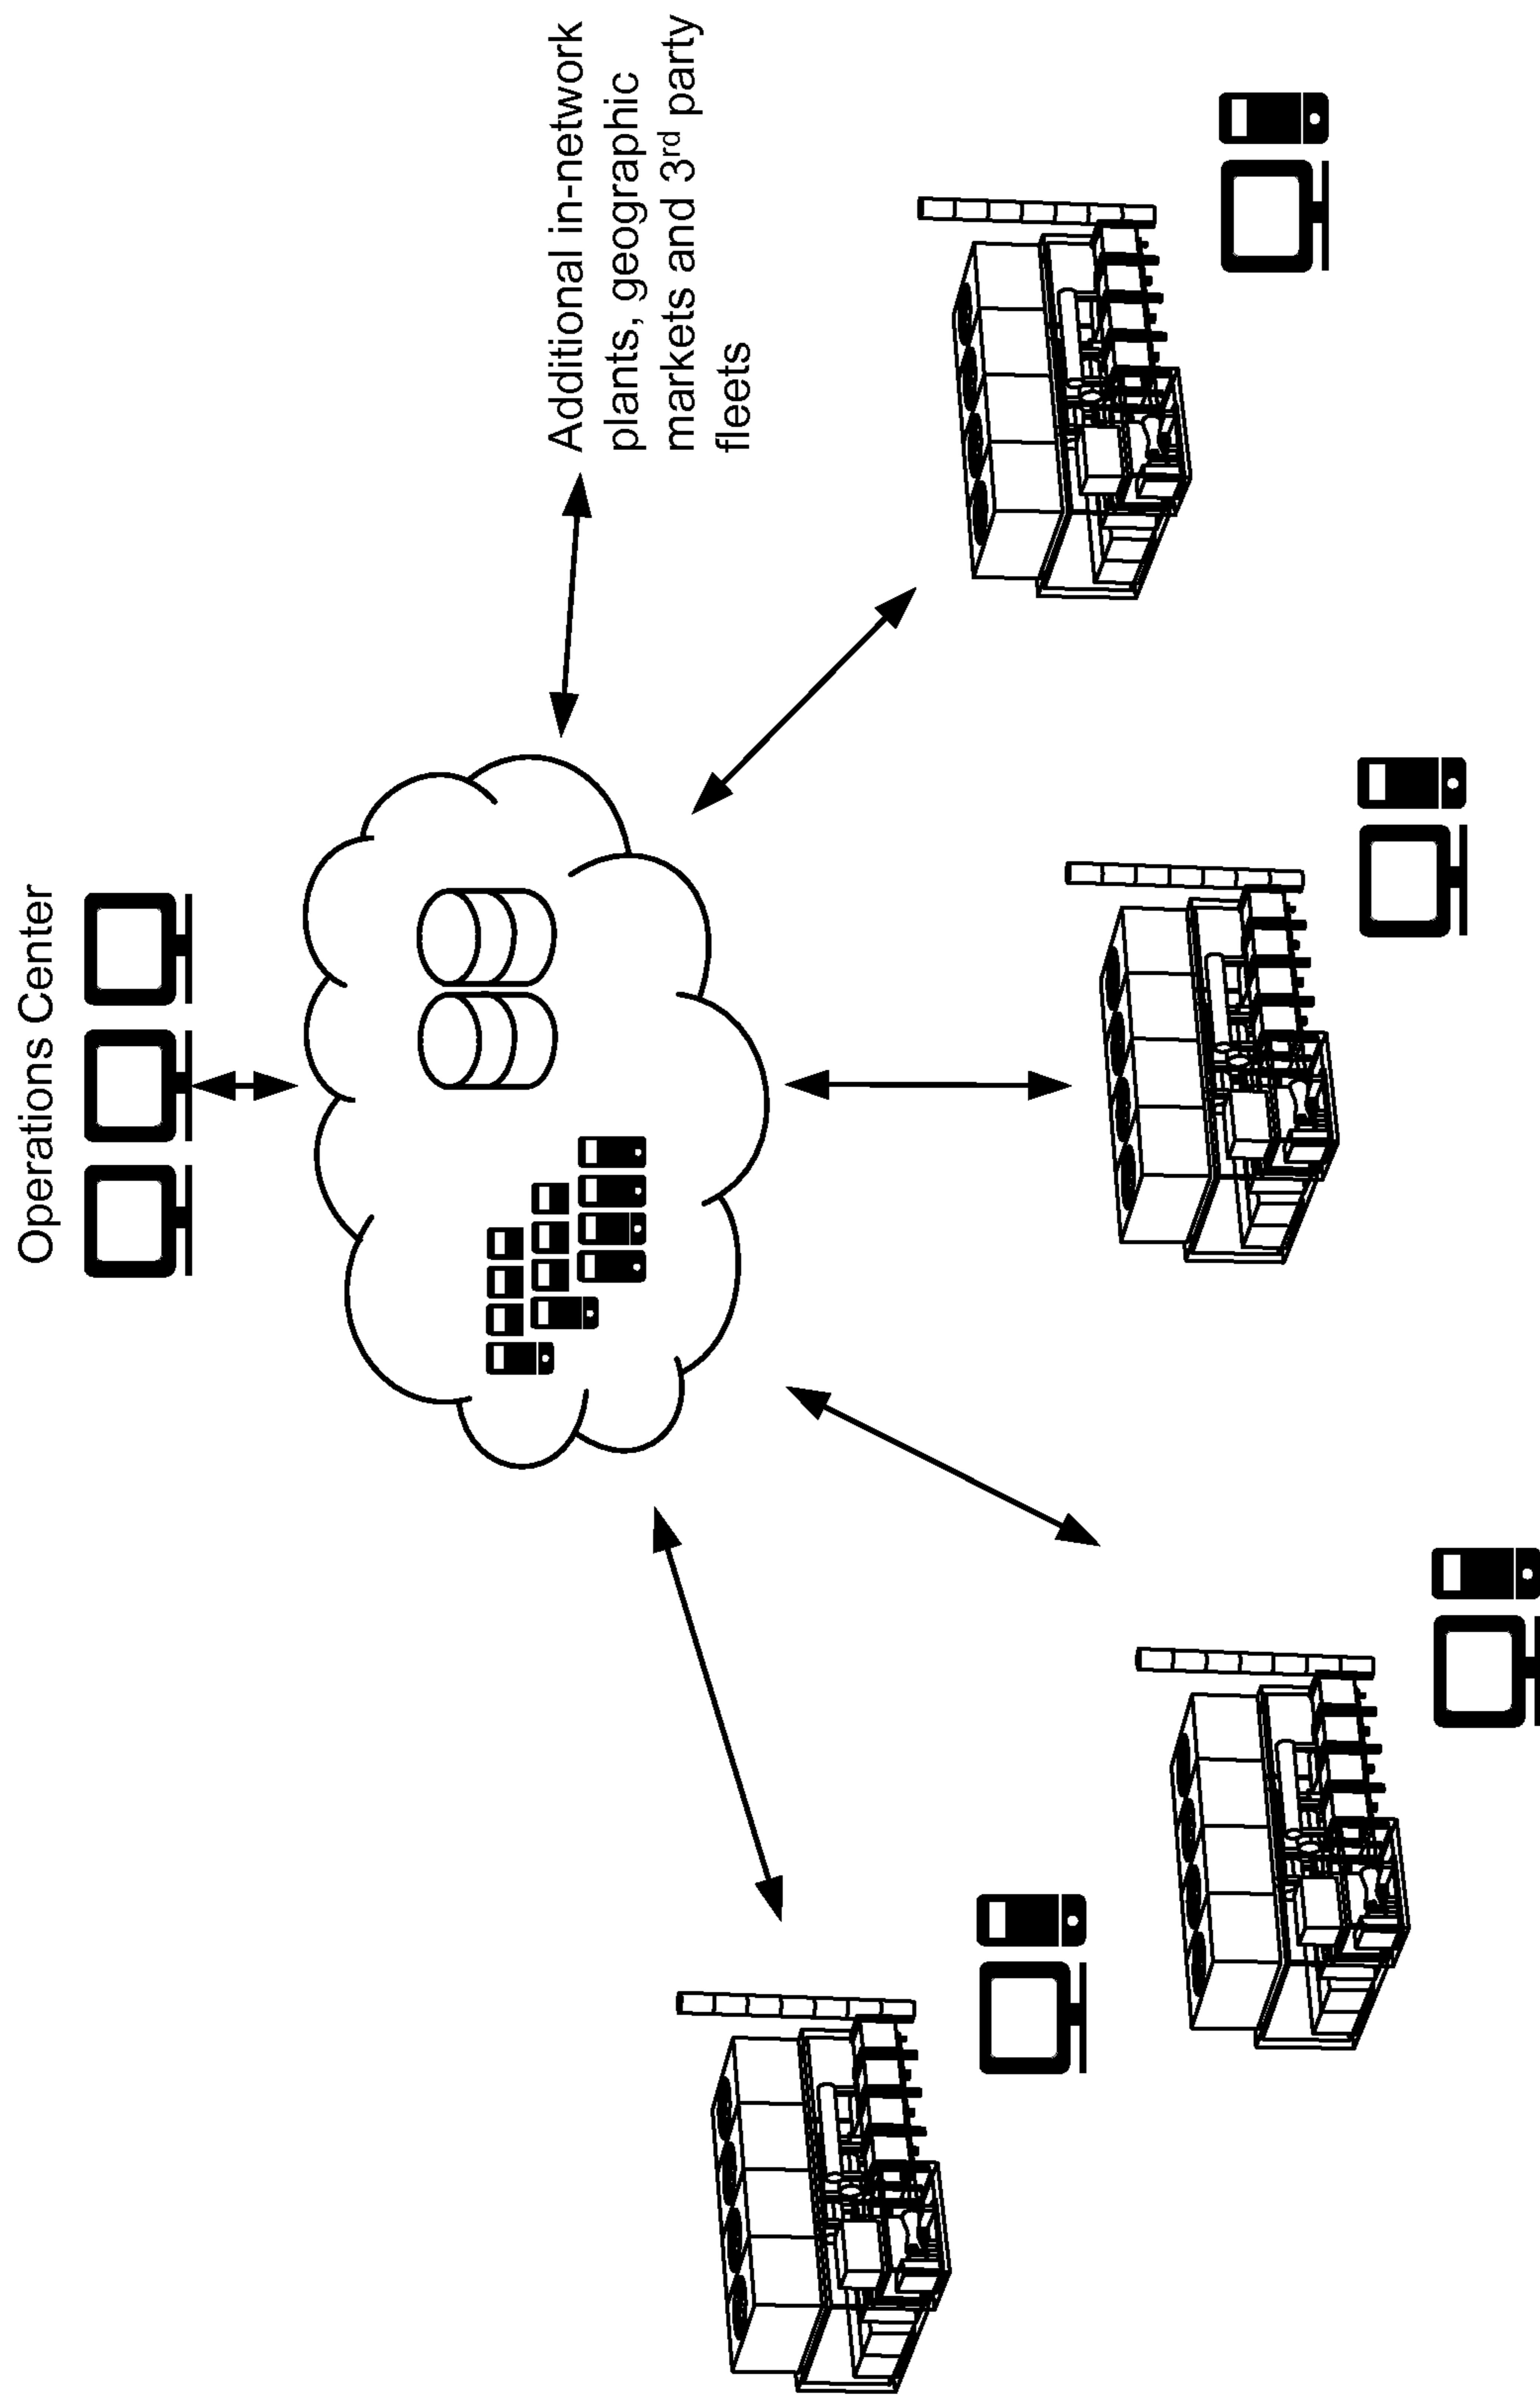 Operations Center
Additional in-network
plants, geographic
markets and 3rd party
fleets